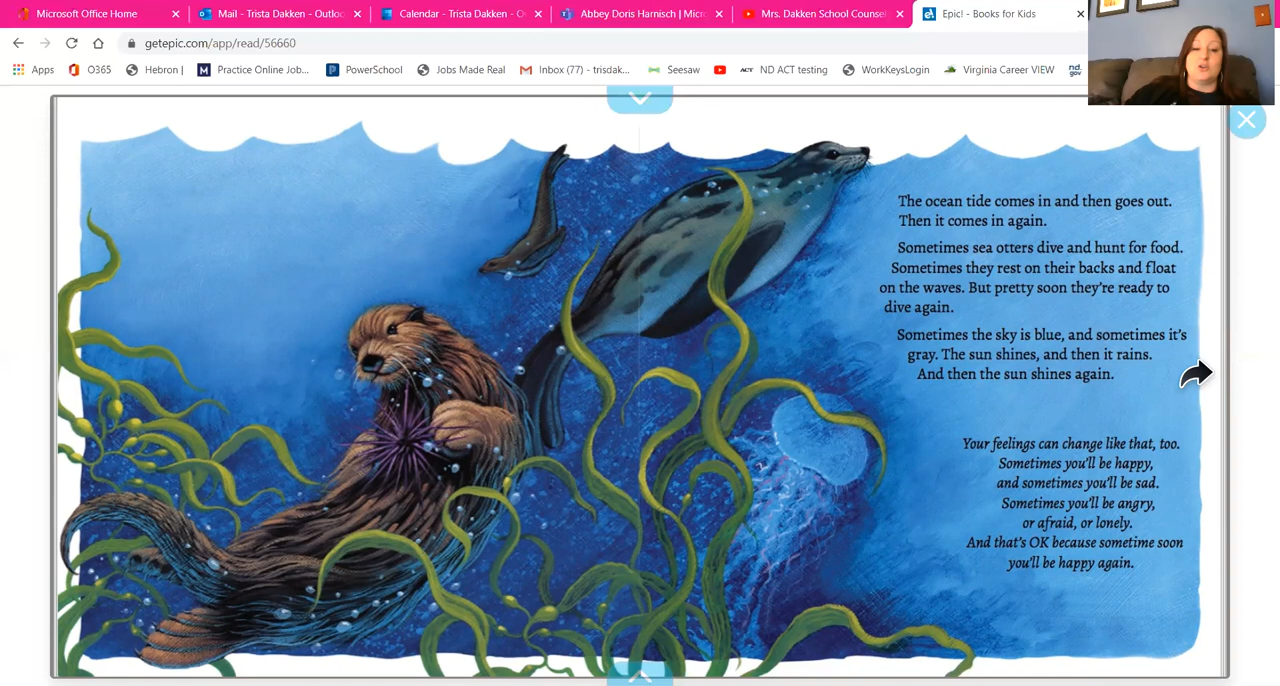 Microsoft Office Home
Mail - Trista Dakken - Outloo
Calendar - Trista Dakken - O
Abbey Doris Harnisch | Micr
Mrs. Dakken School Counsel
Epic! - Books for Kids
getepic.com/app/read/56660
Apps
O365
Hebron |
Practice Online Job...
PowerSchool
Jobs Made Real
Inbox (77) - trisdak...
Seesaw
ACT ND ACT testing
WorkKeysLogin
Virginia Career VIEW
nd.gov
The ocean tide comes in and then goes out.
Then it comes in again.
Sometimes sea otters dive and hunt for food.
Sometimes they rest on their backs and float
on the waves. But pretty soon they're ready to
dive again.
Sometimes the sky is blue, and sometimes it's
gray. The sun shines, and then it rains.
And then the sun shines again.
Your feelings can change like that, too.
Sometimes you'll be happy,
and sometimes you'll be sad.
Sometimes you'll be angry,
or afraid, or lonely.
And that's OK because sometime soon
you'll be happy again.